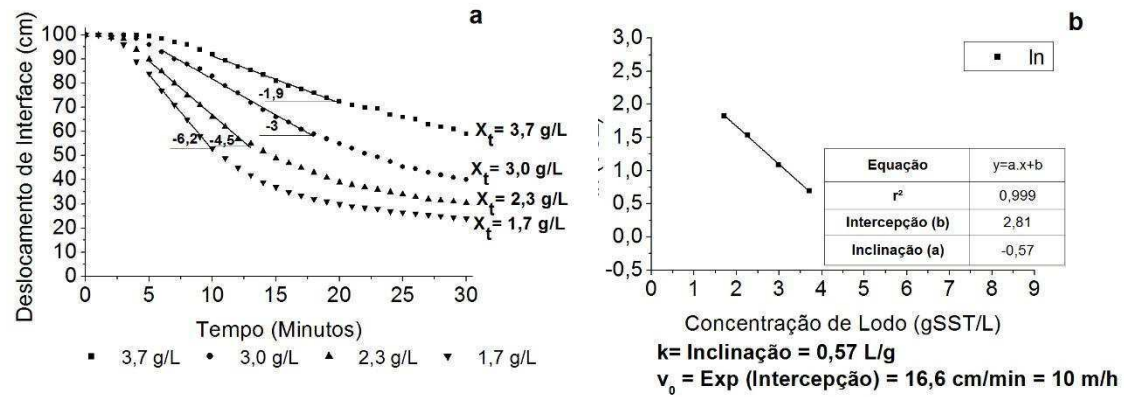 a
Deslocamento de Interface (cm)
100
90
80
70
60
50
40
30
20
10
0
-1,9
-3
-6,2
-4,5
X_t = 3,7 g/L
X_t = 3,0 g/L
X_t = 2,3 g/L
X_t = 1,7 g/L
0 5 10 15 20 25 30
Tempo (Minutos)
3,7 g/L 3,0 g/L 2,3 g/L 1,7 g/L
b
3,0
2,5
2,0
1,5
1,0
0,5
0,0
-0,5
ln
Equação y=a.x+b
r² 0,999
Intercepção (b) 2,81
Inclinação (a) -0,57
0 1 2 3 4 5 6 7 8 9
Concentração de Lodo (gSST/L)
k= Inclinação = 0,57 L/g
v₀ = Exp (Intercepção) = 16,6 cm/min = 10 m/h